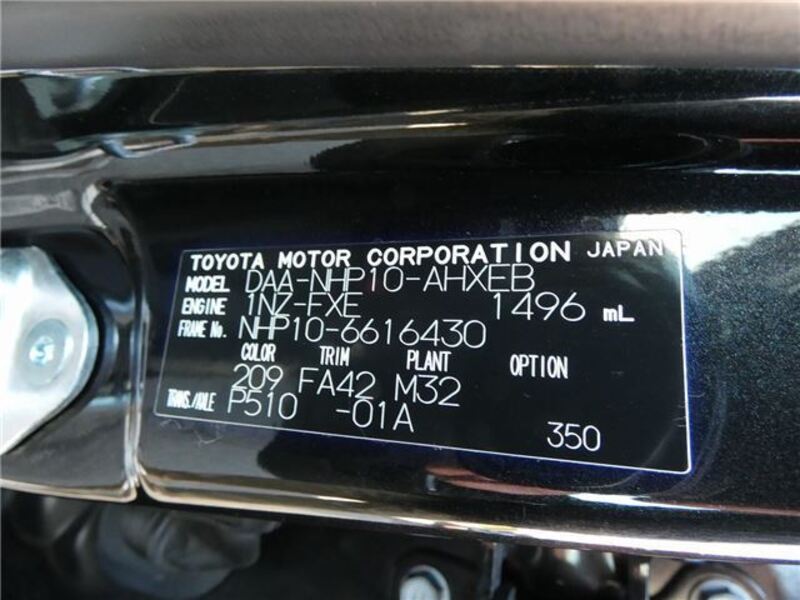 TOYOTA MOTOR CORPORATION JAPAN
MODEL DAA-NHP10-AHXEB
ENGINE 1NZ-FXE 1496 mL
FRAME No. NHP10-6616430
COLOR TRIM PLANT OPTION
209 FA42 M32
TRANS./AXLE P510 -01A
350